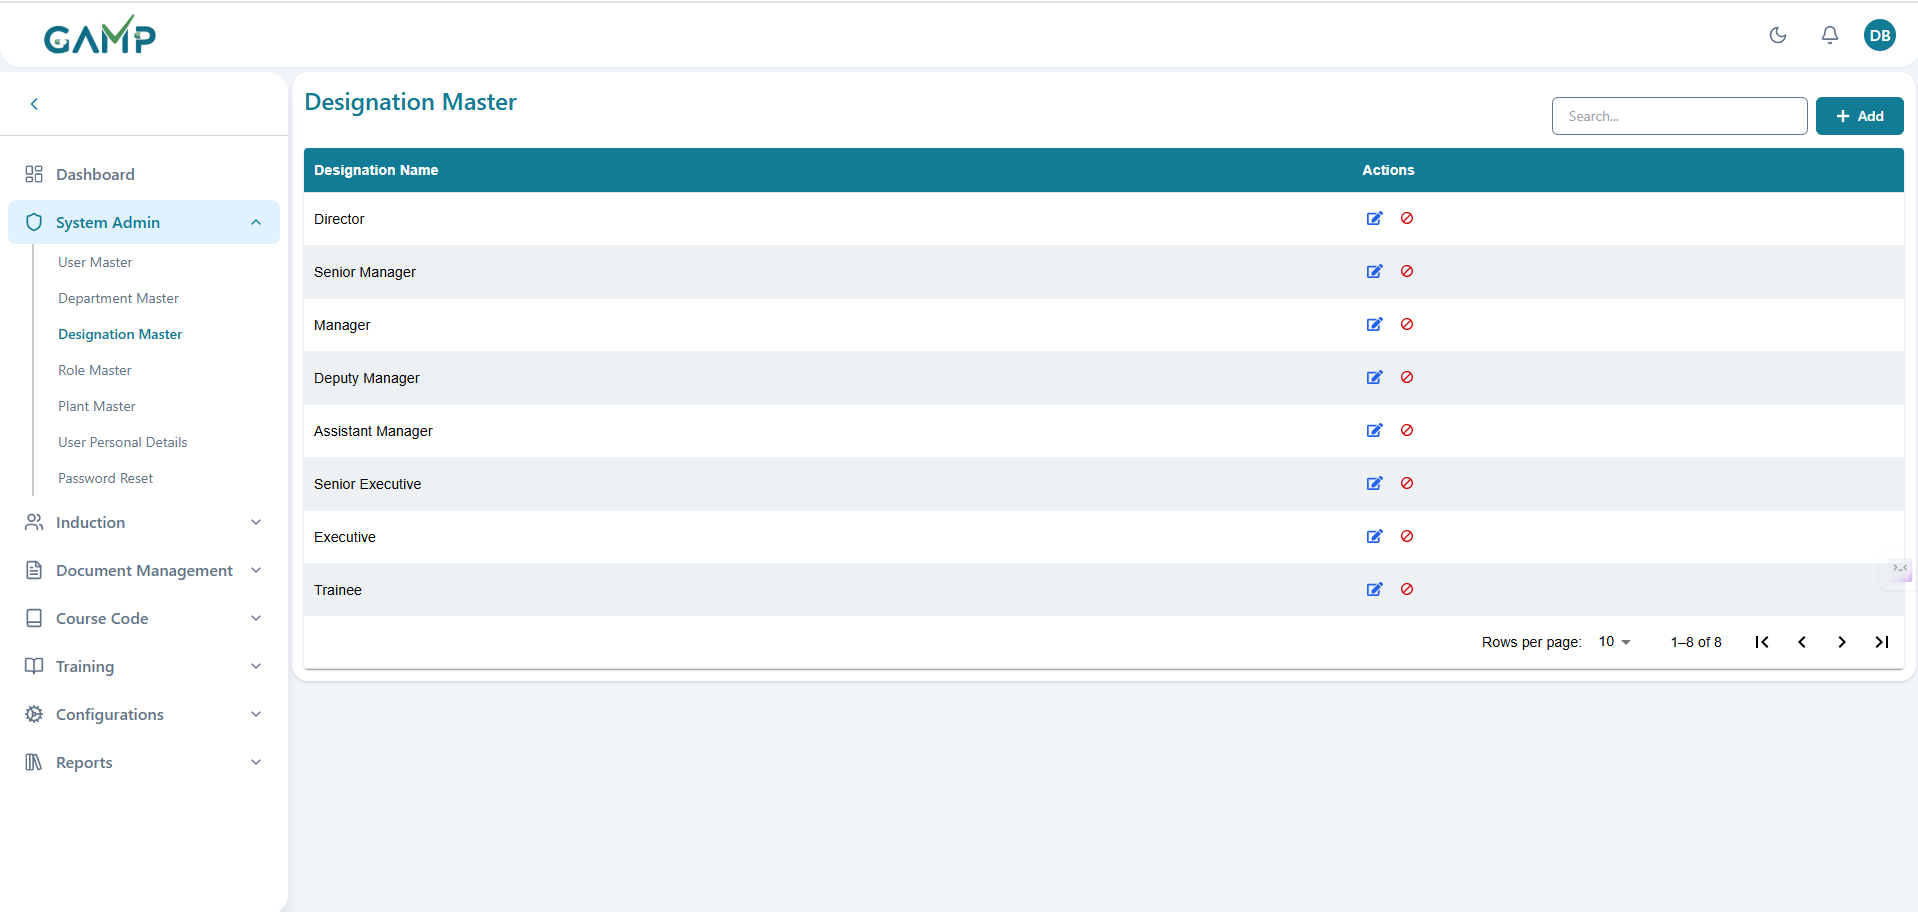 GAMP
DB
Designation Master
Search...
Add
Dashboard
System Admin
User Master
Department Master
Designation Master
Role Master
Plant Master
User Personal Details
Password Reset
Induction
Document Management
Course Code
Training
Configurations
Reports
Designation Name Actions
Director
Senior Manager
Manager
Deputy Manager
Assistant Manager
Senior Executive
Executive
Trainee
Rows per page: 10 1–8 of 8